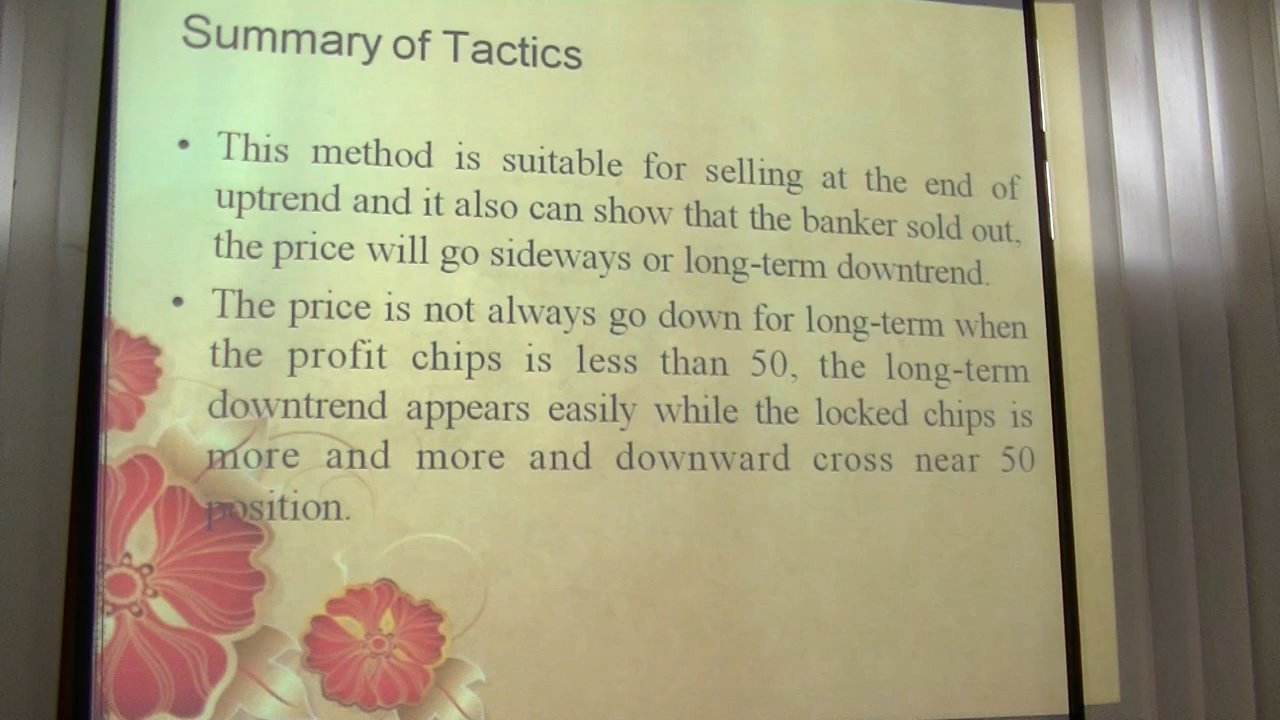 Summary of Tactics
• This method is suitable for selling at the end of
uptrend and it also can show that the banker sold out,
the price will go sideways or long-term downtrend.
• The price is not always go down for long-term when
the profit chips is less than 50, the long-term
downtrend appears easily while the locked chips is
more and more and downward cross near 50
position.